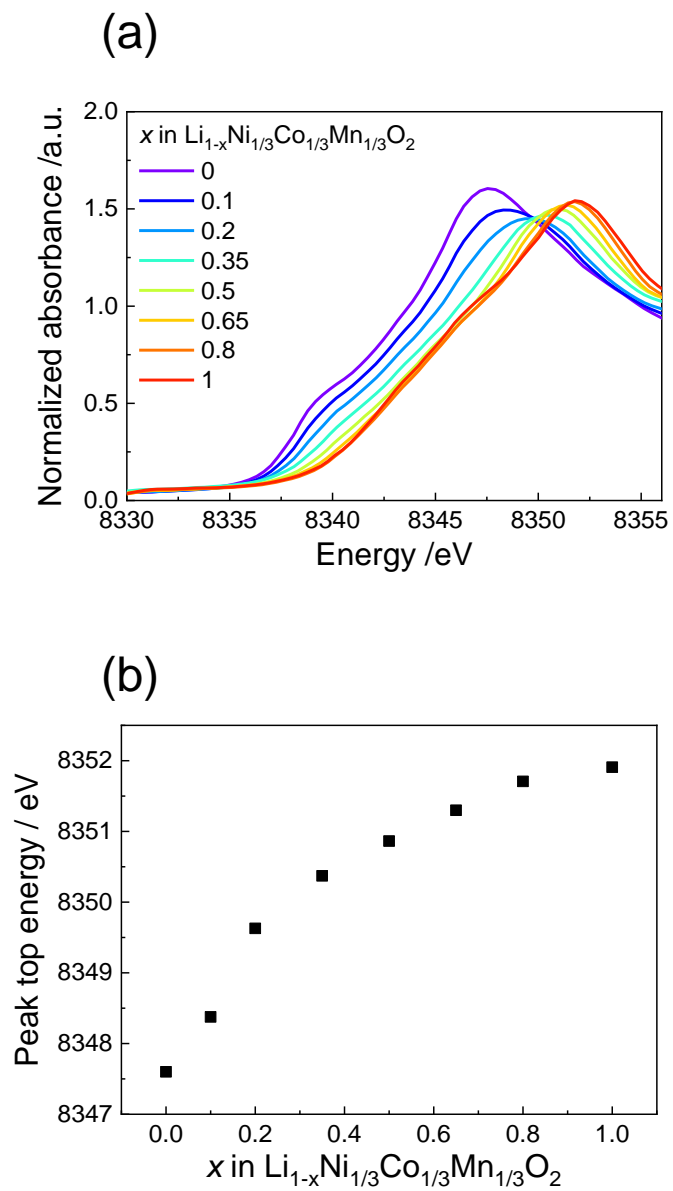 (a)
Normalized absorbance /a.u.
2.0
1.5
1.0
0.5
0.0
x in Li1-xNi1/3Co1/3Mn1/3O2
0
0.1
0.2
0.35
0.5
0.65
0.8
1
8330 8335 8340 8345 8350 8355
Energy /eV
(b)
Peak top energy / eV
8352
8351
8350
8349
8348
8347
0.0 0.2 0.4 0.6 0.8 1.0
x in Li1-xNi1/3Co1/3Mn1/3O2